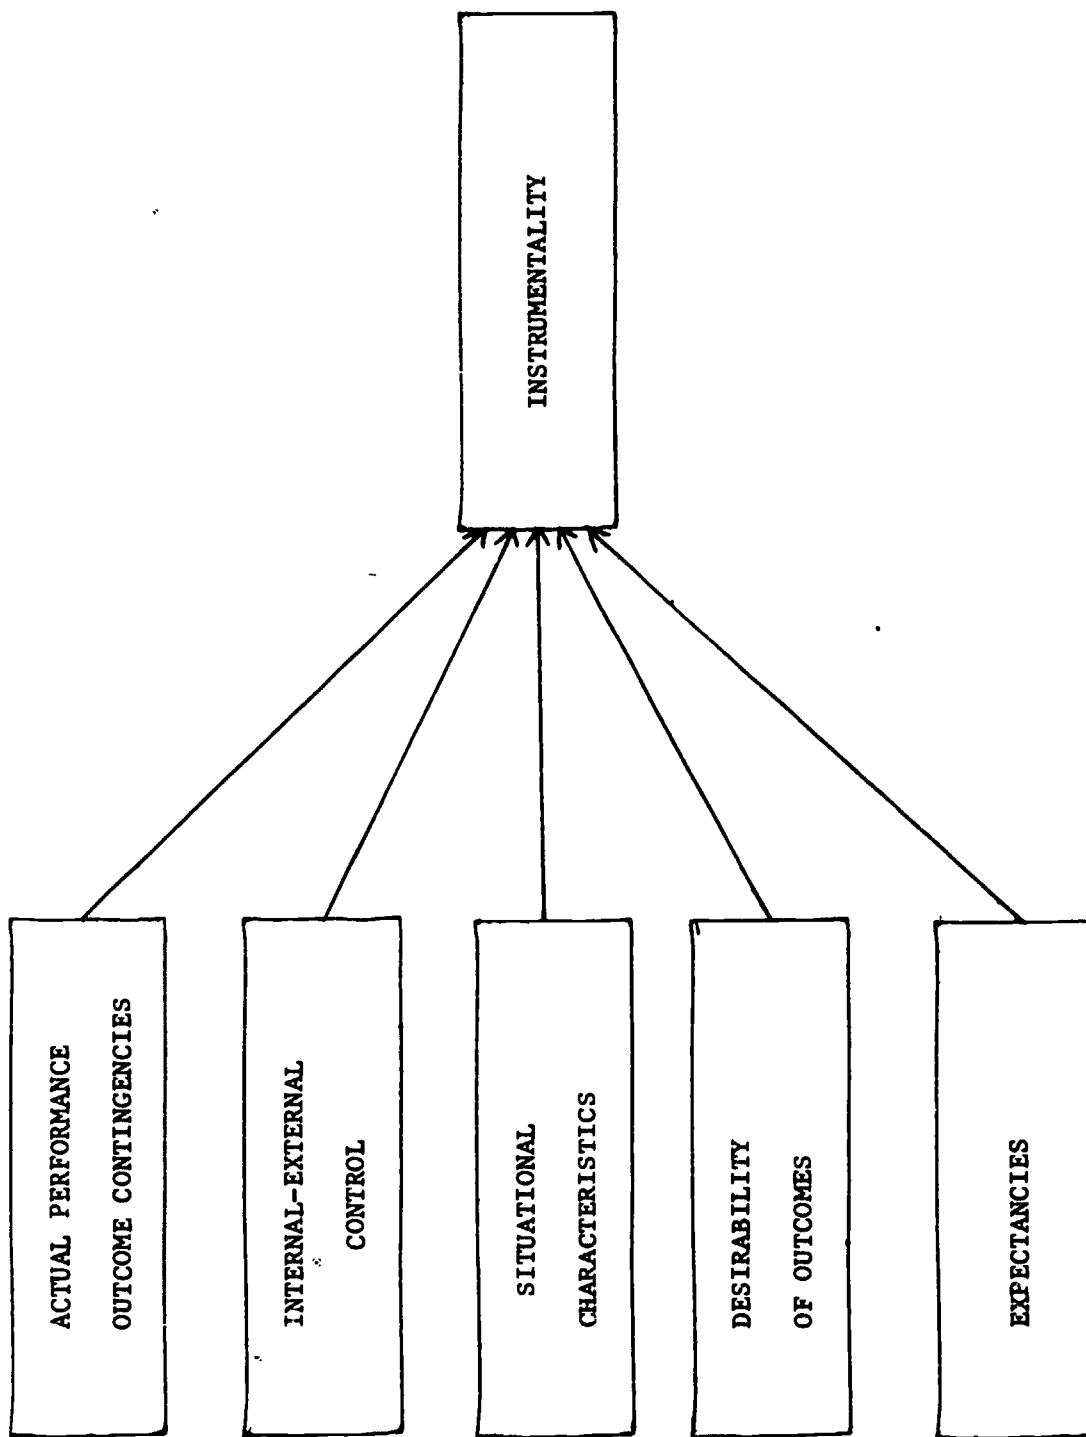 ACTUAL PERFORMANCE
OUTCOME CONTINGENCIES
INTERNAL-EXTERNAL
CONTROL
SITUATIONAL
CHARACTERISTICS
DESIRABILITY
OF OUTCOMES
EXPECTANCIES
INSTRUMENTALITY